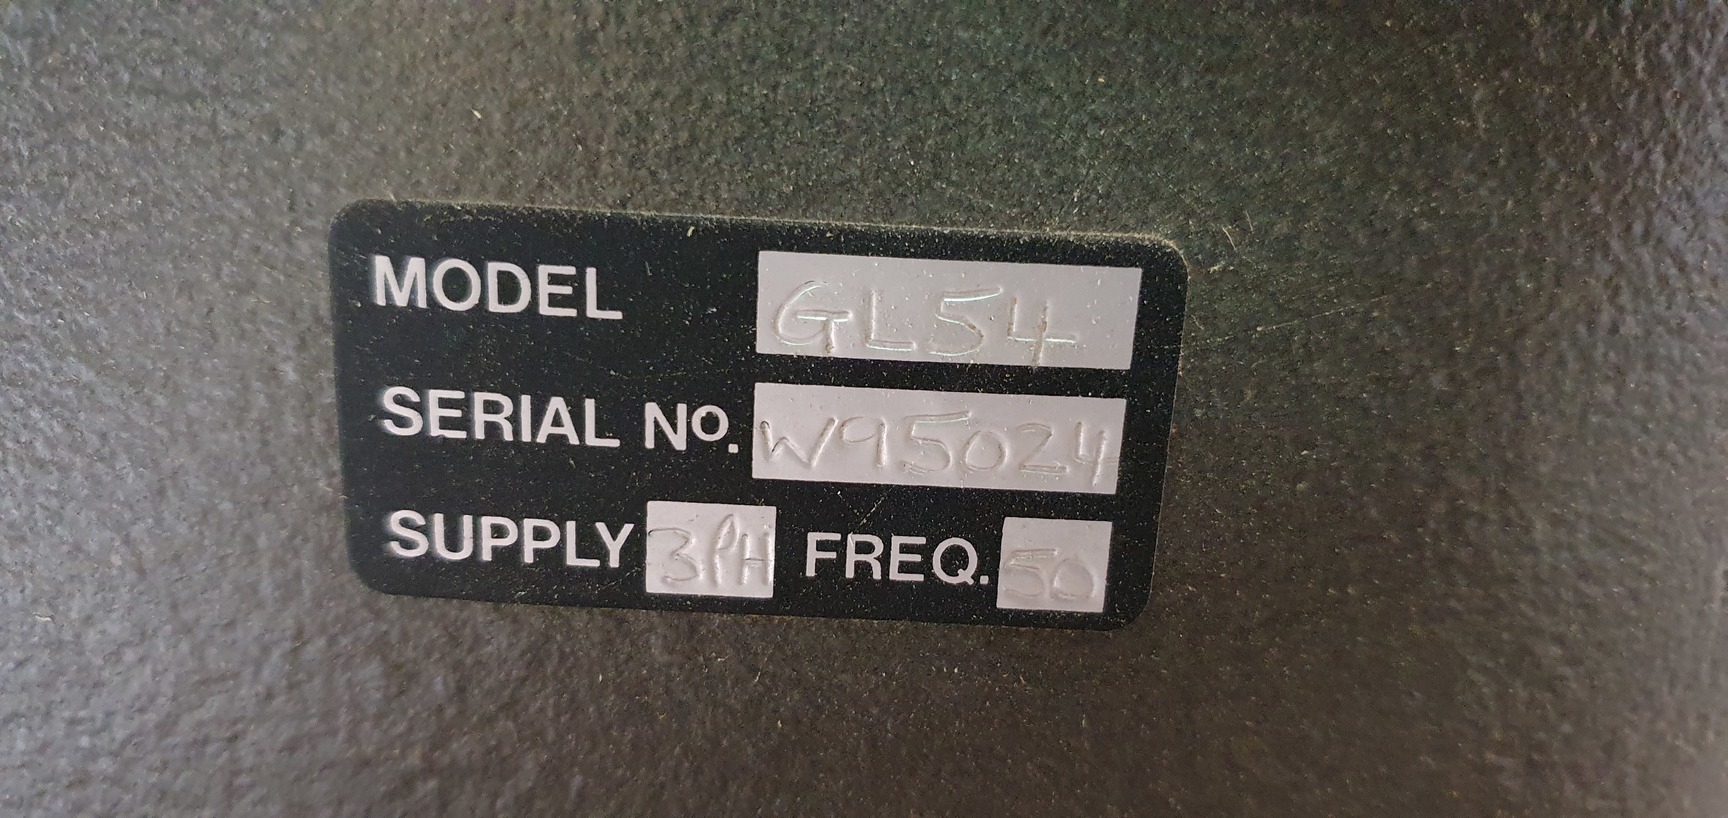 MODEL GL54
SERIAL No. W95024
SUPPLY 3PH FREQ. 50